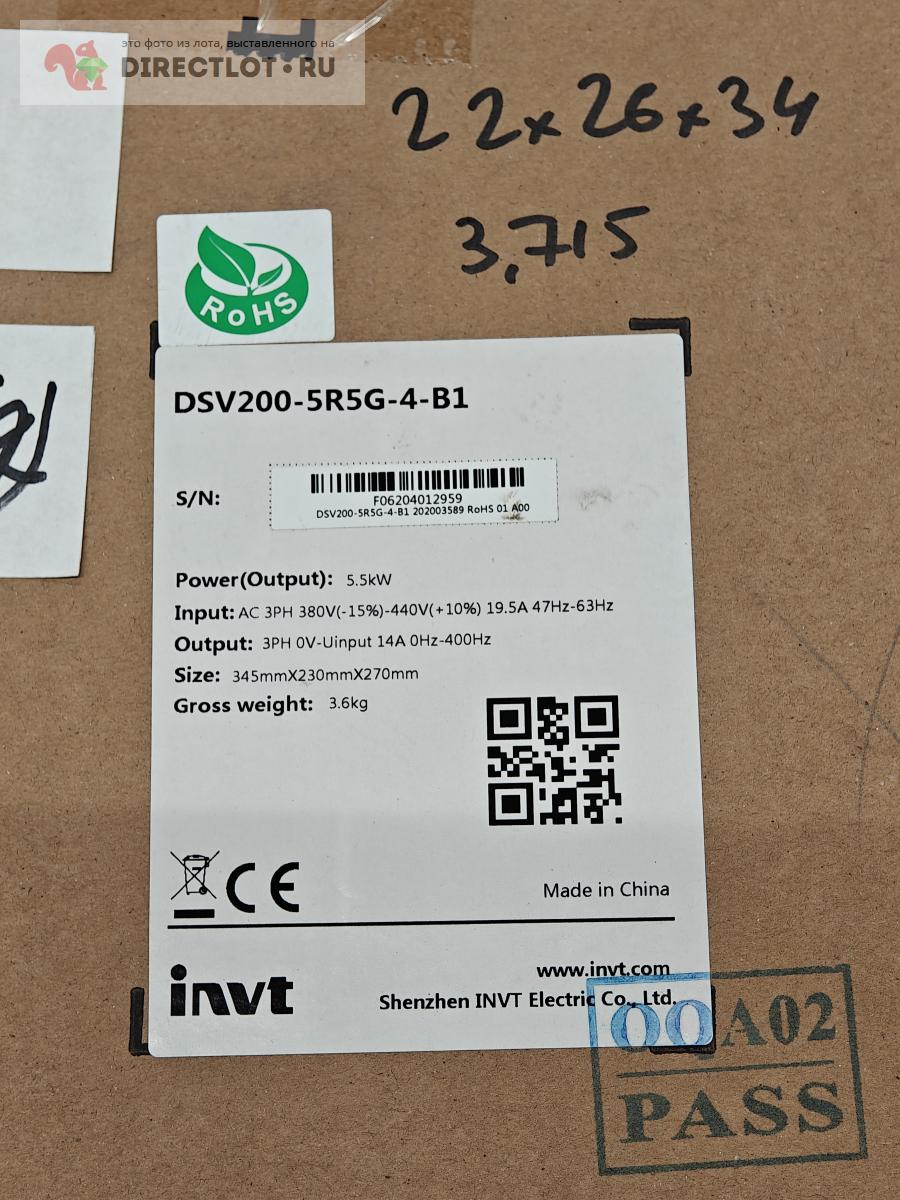 это фото из лота, выставленного на
DIRECTLOT.RU
22x26x34
3,715
RoHS
DSV200-5R5G-4-B1
S/N:
F06204012959
DSV200-5R5G-4-B1 202003589 RoHS 01 A00
Power(Output): 5.5kW
Input: AC 3PH 380V(-15%)-440V(+10%) 19.5A 47Hz-63Hz
Output: 3PH 0V-Uinput 14A 0Hz-400Hz
Size: 345mmX230mmX270mm
Gross weight: 3.6kg
CE
Made in China
invt
www.invt.com
Shenzhen INVT Electric Co., Ltd.
OQA02
PASS